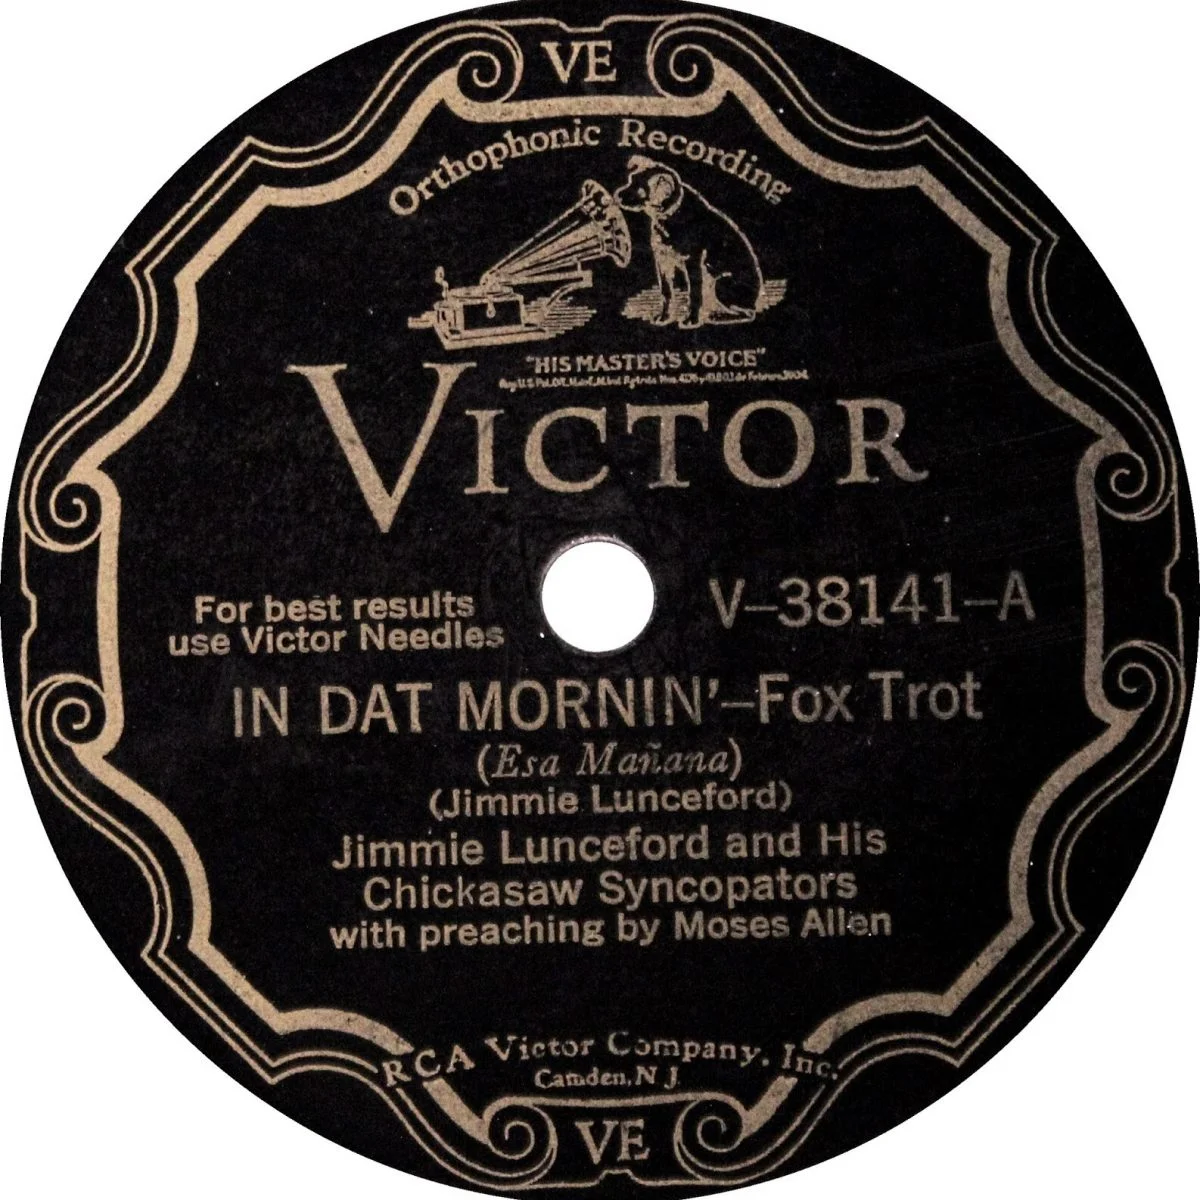 VE
Orthophonic Recording
"HIS MASTER'S VOICE"
VICTOR
For best results
use Victor Needles
V-38141-A
IN DAT MORNIN'-Fox Trot
(Esa Mañana)
(Jimmie Lunceford)
Jimmie Lunceford and His
Chickasaw Syncopators
with preaching by Moses Allen
RCA Victor Company, Inc.
Camden, N J
VE